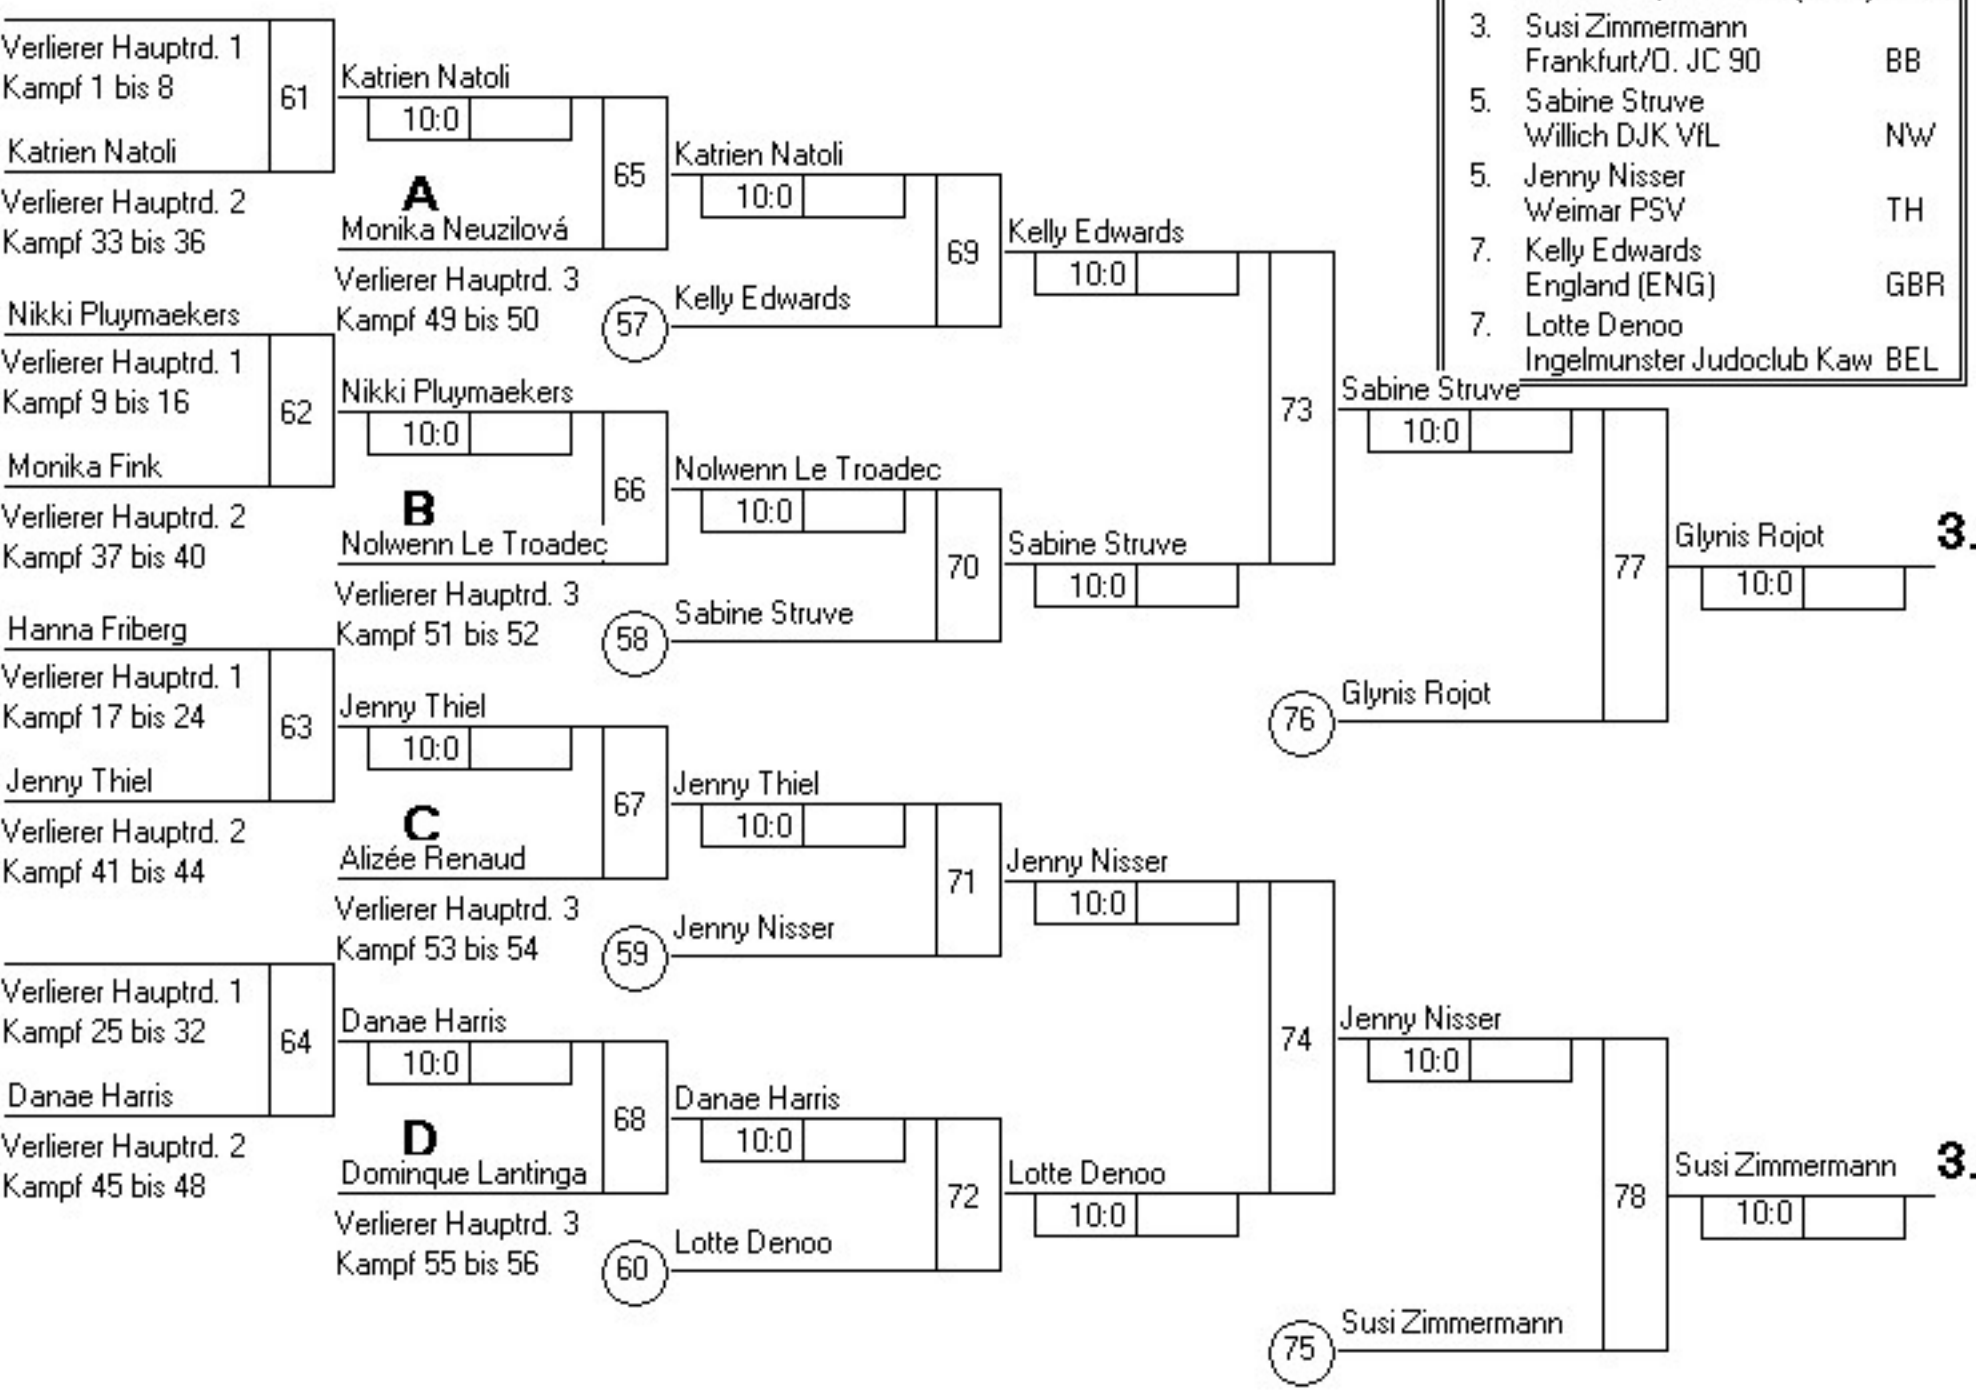 3. Susi Zimmermann
Frankfurt/O. JC 90 BB
5. Sabine Struve
Willich DJK VfL NW
5. Jenny Nisser
Weimar PSV TH
7. Kelly Edwards
England (ENG) GBR
7. Lotte Denoo
Ingelmunster Judoclub Kaw BEL
Verlierer Hauptrd. 1
Kampf 1 bis 8
61
Katrien Natoli
Verlierer Hauptrd. 2
Kampf 33 bis 36
Nikki Pluymaekers
Verlierer Hauptrd. 1
Kampf 9 bis 16
62
Monika Fink
Verlierer Hauptrd. 2
Kampf 37 bis 40
Hanna Friberg
Verlierer Hauptrd. 1
Kampf 17 bis 24
63
Jenny Thiel
Verlierer Hauptrd. 2
Kampf 41 bis 44
Verlierer Hauptrd. 1
Kampf 25 bis 32
64
Danae Harris
Verlierer Hauptrd. 2
Kampf 45 bis 48
Katrien Natoli
10:0
A
65
Monika Neuzilová
Verlierer Hauptrd. 3
Kampf 49 bis 50
Nikki Pluymaekers
10:0
B
66
Nolwenn Le Troadec
Verlierer Hauptrd. 3
Kampf 51 bis 52
Jenny Thiel
10:0
C
67
Alizée Renaud
Verlierer Hauptrd. 3
Kampf 53 bis 54
Danae Harris
10:0
D
68
Dominque Lantinga
Verlierer Hauptrd. 3
Kampf 55 bis 56
Katrien Natoli
10:0
69
57
Kelly Edwards
Nolwenn Le Troadec
10:0
70
58
Sabine Struve
Jenny Thiel
10:0
71
59
Jenny Nisser
Danae Harris
10:0
72
60
Lotte Denoo
Kelly Edwards
10:0
73
Sabine Struve
10:0
Jenny Nisser
10:0
74
Lotte Denoo
10:0
Sabine Struve
10:0
77
76
Glynis Rojot
Jenny Nisser
10:0
78
75
Susi Zimmermann
Glynis Rojot 3.
10:0
Susi Zimmermann 3.
10:0